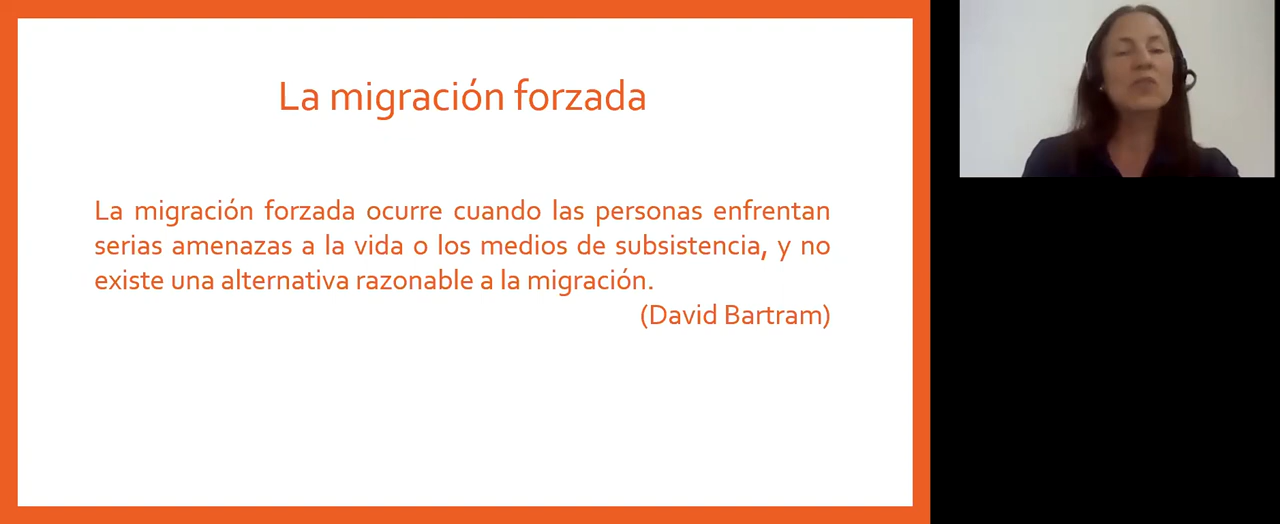 La migración forzada
La migración forzada ocurre cuando las personas enfrentan
serias amenazas a la vida o los medios de subsistencia, y no
existe una alternativa razonable a la migración.
(David Bartram)